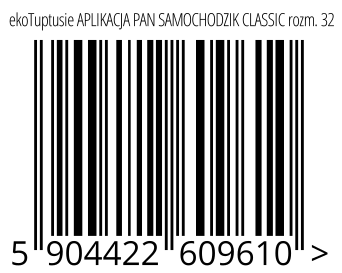 ekoTuptusie APLIKACJA PAN SAMOCHODZIK CLASSIC rozm. 32
5 904422 609610 >